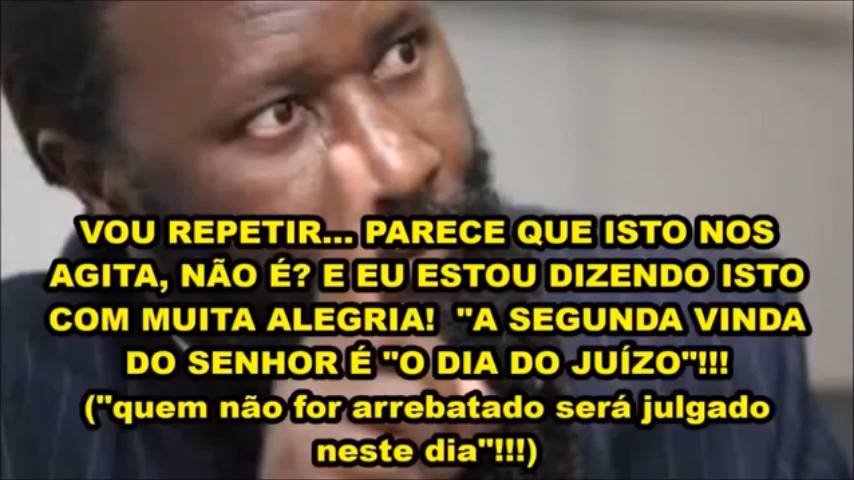 VOU REPETIR... PARECE QUE ISTO NOS
AGITA, NÃO É? E EU ESTOU DIZENDO ISTO
COM MUITA ALEGRIA!  "A SEGUNDA VINDA
DO SENHOR É "O DIA DO JUÍZO"!!!
("quem não for arrebatado será julgado
neste dia"!!!)